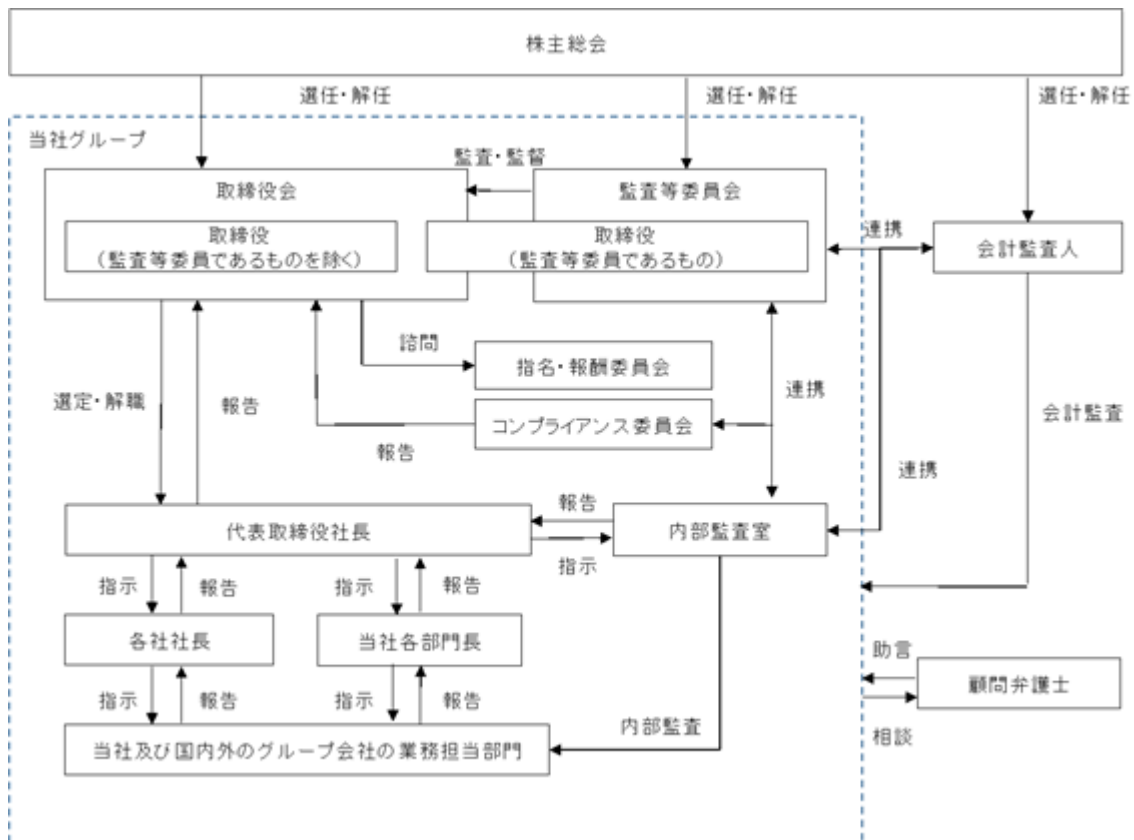 株主総会
選任・解任
選任・解任
選任・解任
当社グループ
監査・監督
取締役会
監査等委員会
取締役
(監査等委員であるものを除く)
取締役
(監査等委員であるもの)
連携
会計監査人
諮問
指名・報酬委員会
選定・解職
報告
連携
コンプライアンス委員会
会計監査
報告
連携
報告
代表取締役社長
内部監査室
指示
指示
報告
指示
報告
各社社長
当社各部門長
助言
顧問弁護士
指示
報告
指示
報告
内部監査
相談
当社及び国内外のグループ会社の業務担当部門